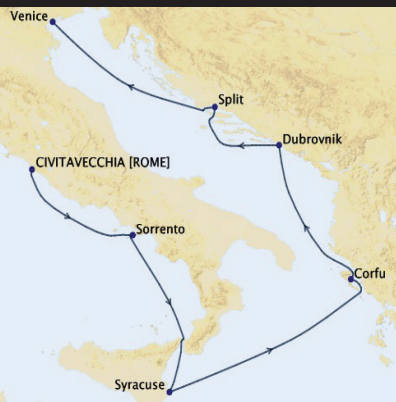 Venice
Split
Dubrovnik
CIVITAVECCHIA [ROME]
Sorrento
Corfu
Syracuse